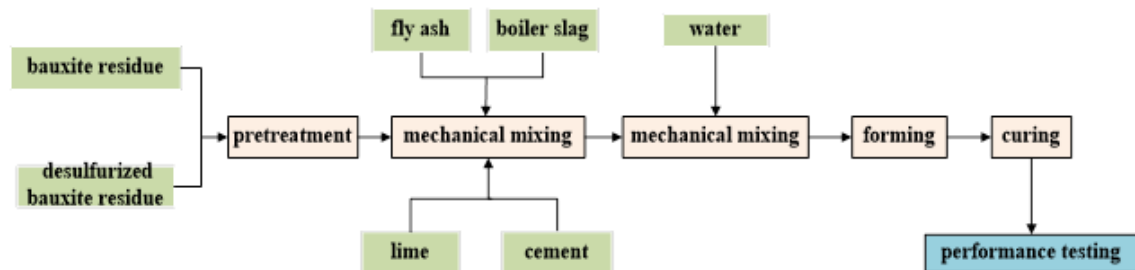 fly ash
boiler slag
water
bauxite residue
pretreatment
mechanical mixing
mechanical mixing
forming
curing
desulfurized
bauxite residue
lime
cement
performance testing